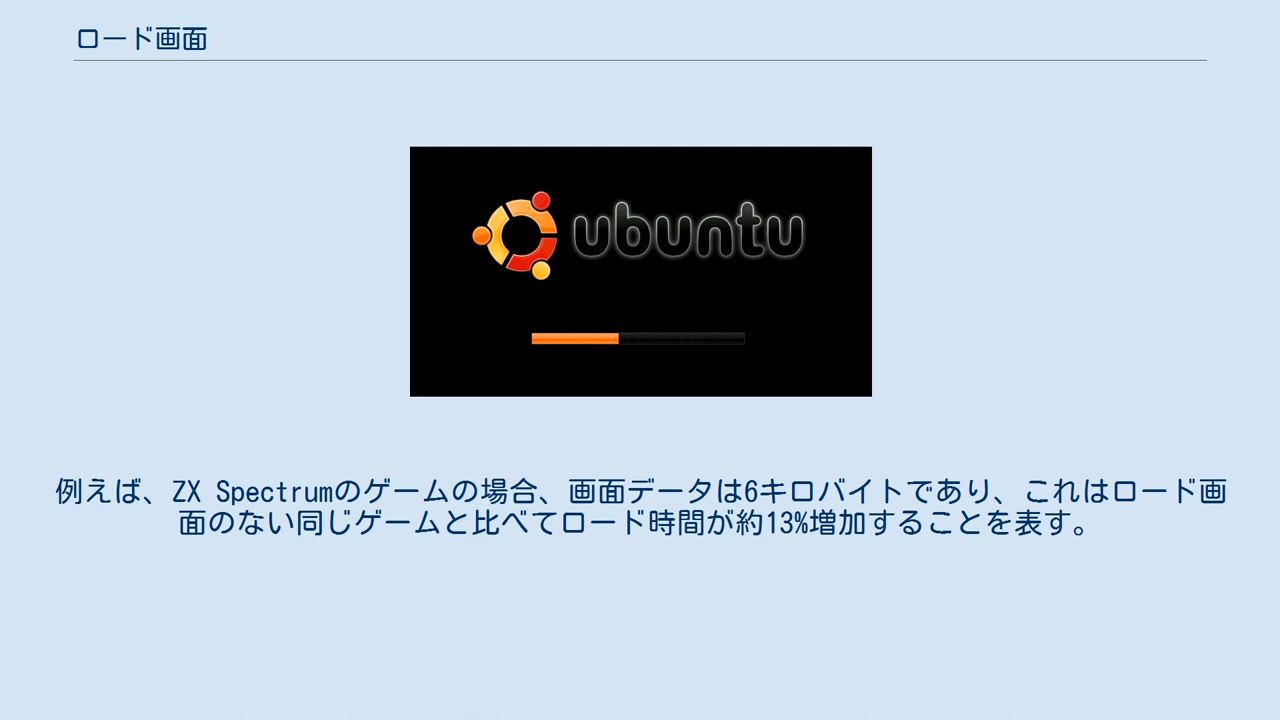 ロード画面
ubuntu
例えば、ZX Spectrumのゲームの場合、画面データは6キロバイトであり、これはロード画
面のない同じゲームと比べてロード時間が約13%増加することを表す。